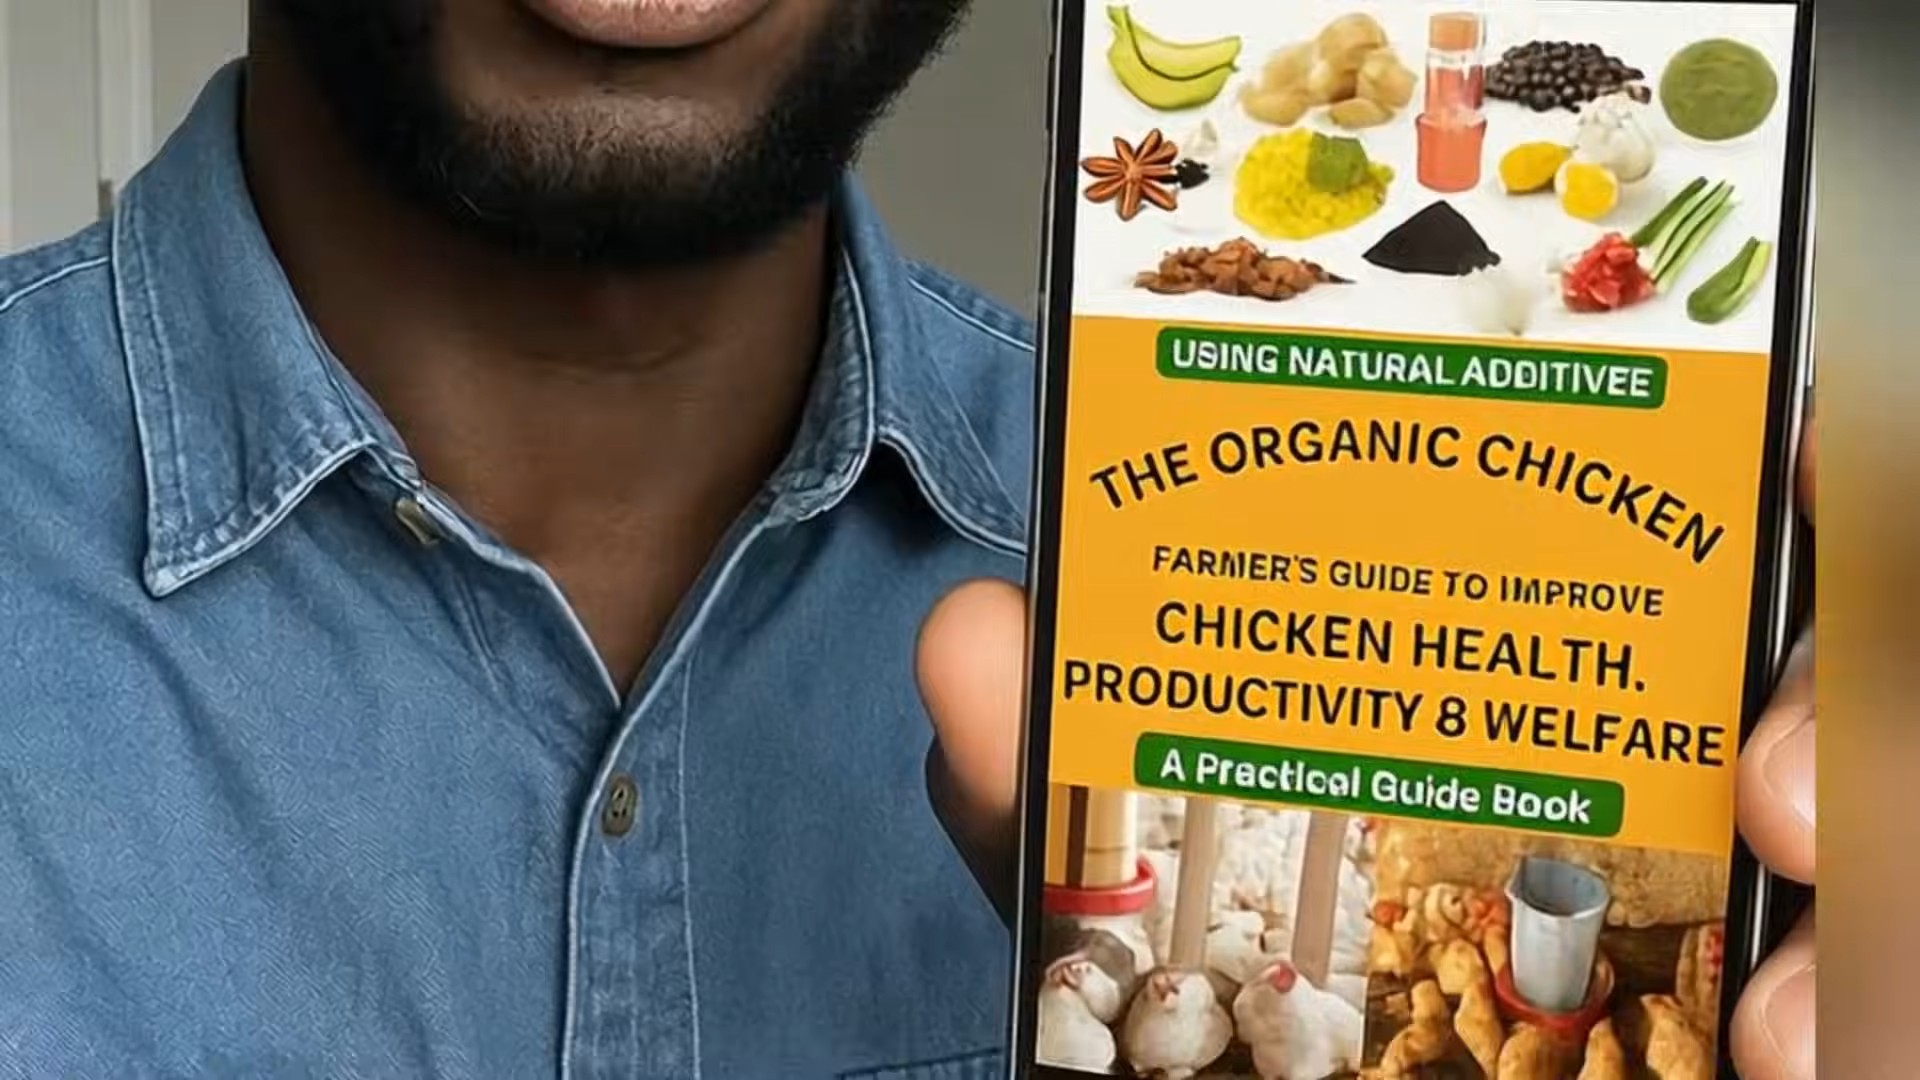 USING NATURAL ADDITIVEE
THE ORGANIC CHICKEN
FARMER'S GUIDE TO IMPROVE
CHICKEN HEALTH.
PRODUCTIVITY 8 WELFARE
A Practical Guide Book